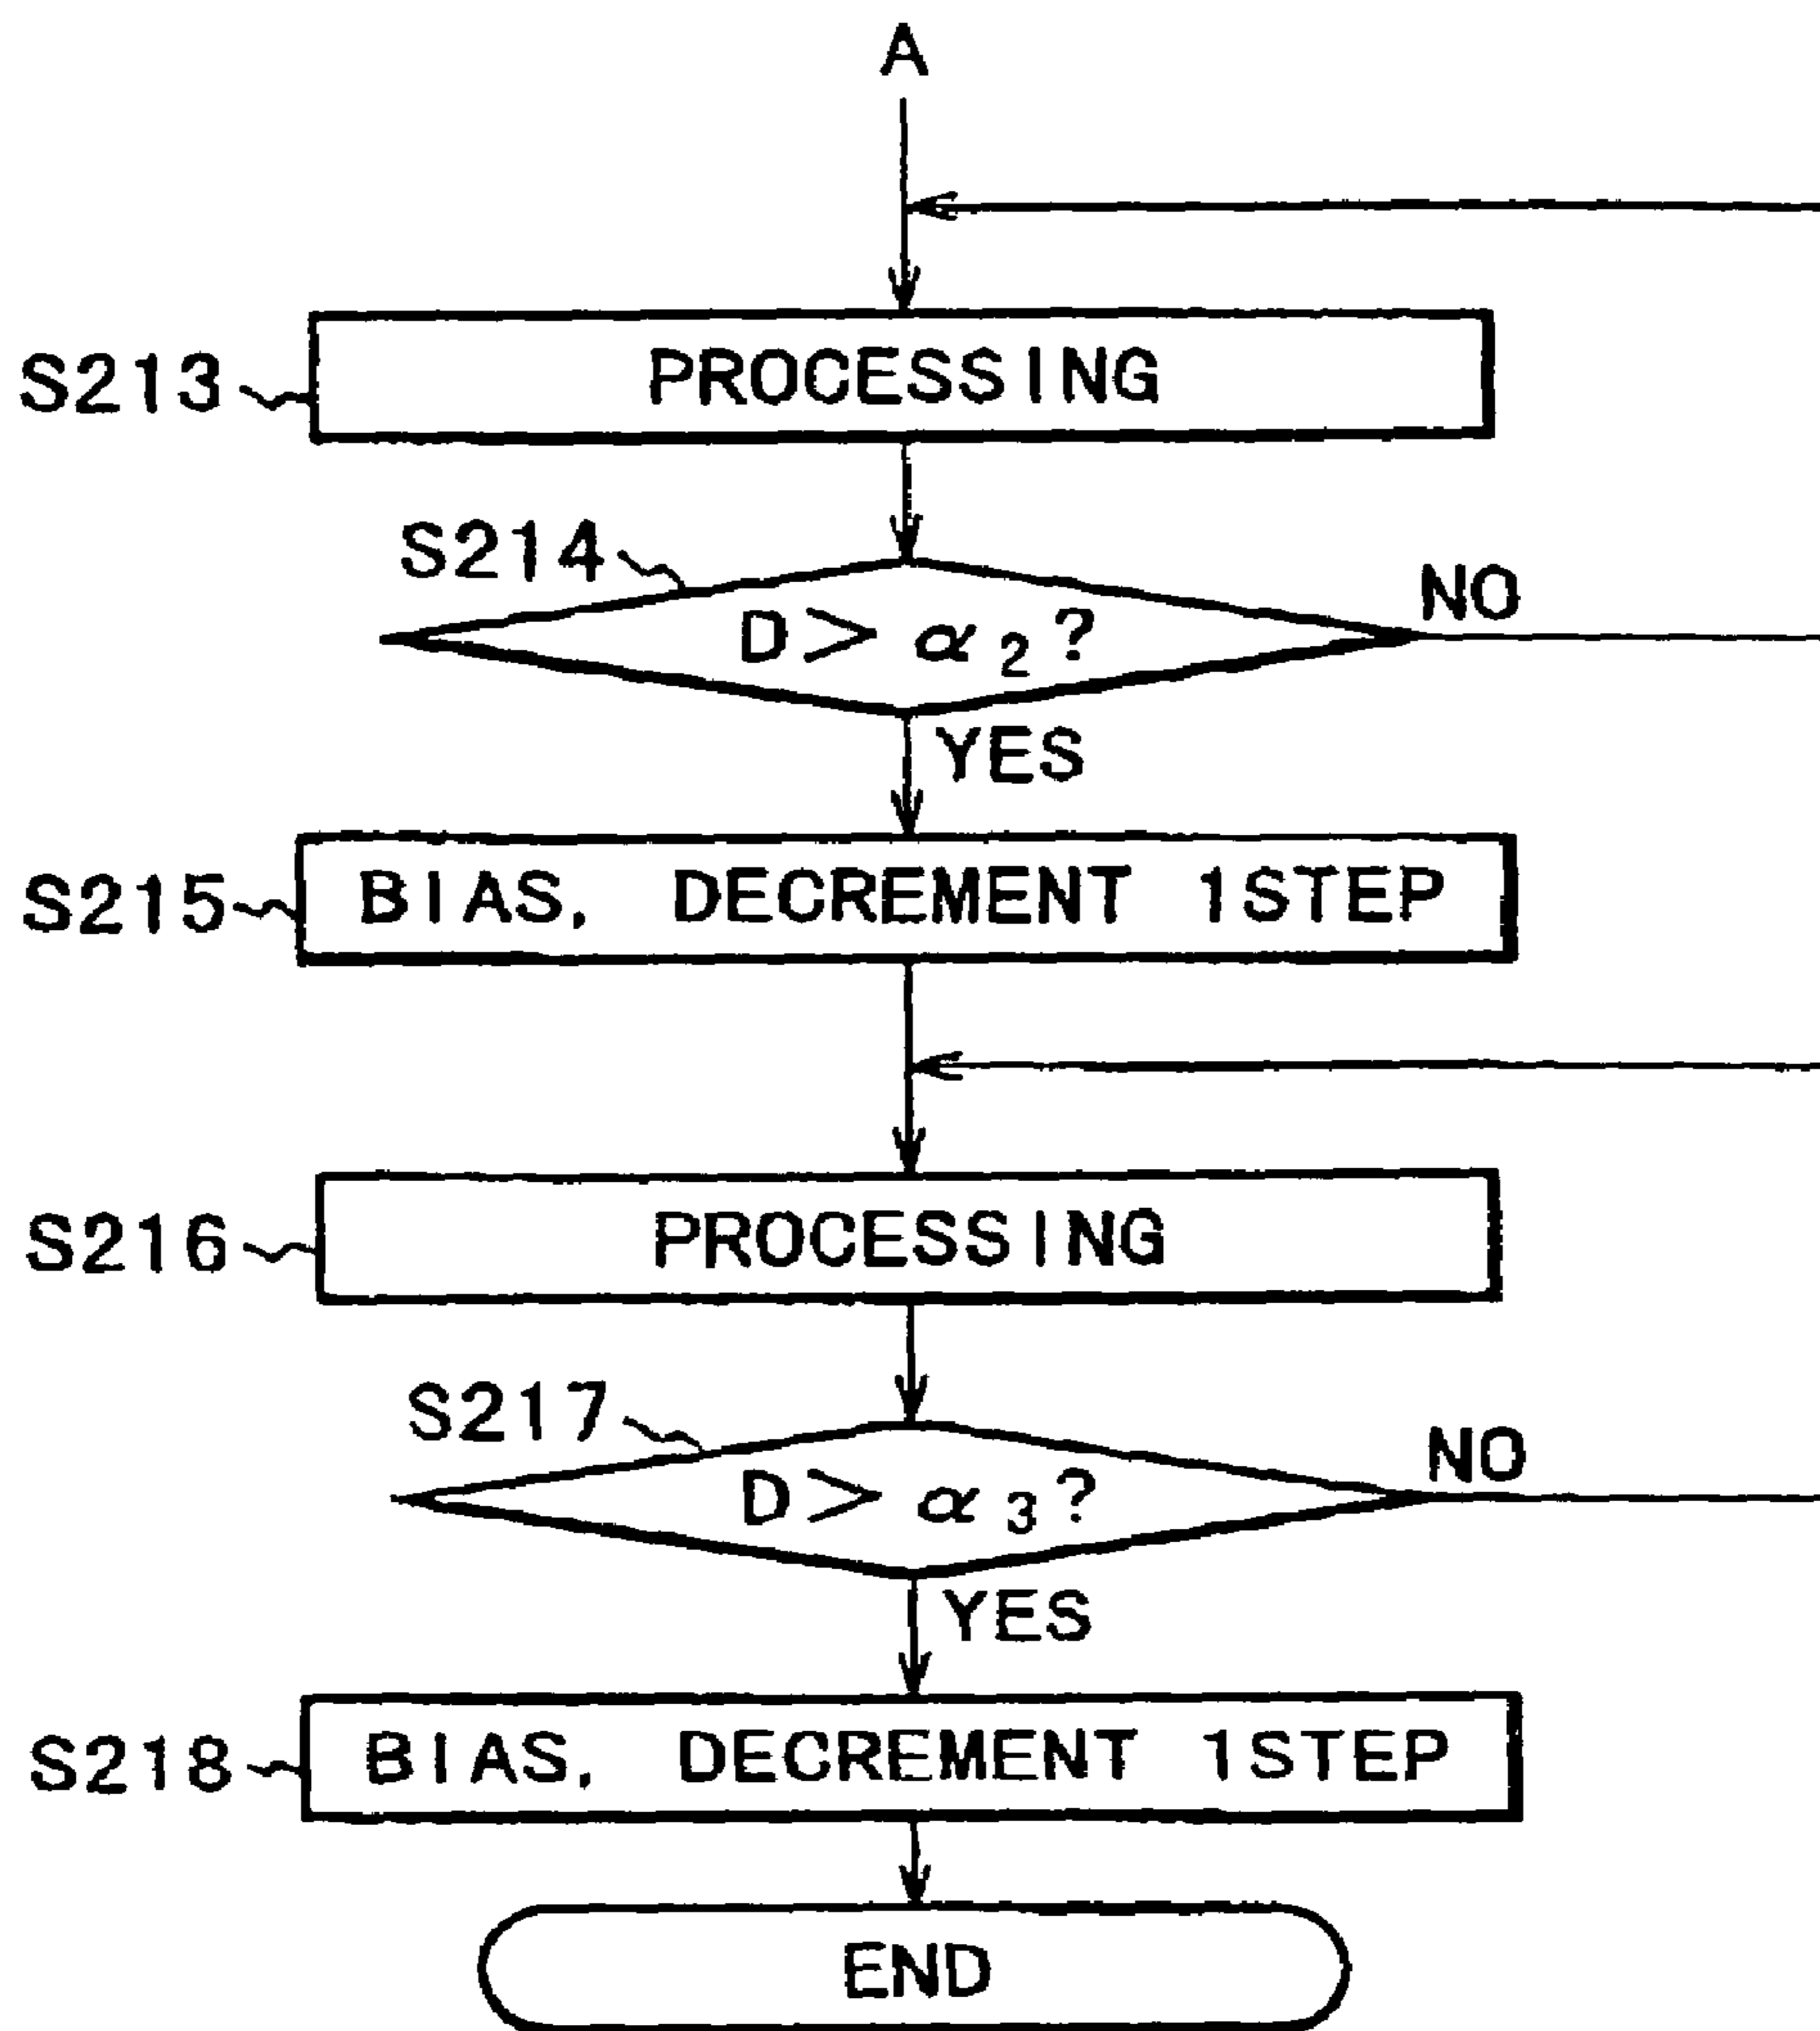 A
S213
PROCESSING
S214
D> α2?
NO
YES
S215
BIAS, DECREMENT 1STEP
S216
PROCESSING
S217
D> α3?
NO
YES
S218
BIAS, DECREMENT 1STEP
END